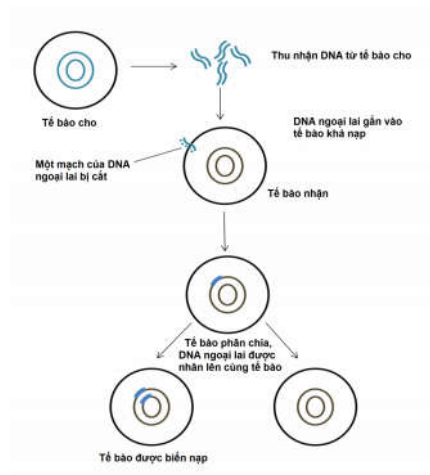 Thu nhận DNA từ tế bào cho
Tế bào cho
DNA ngoại lai gắn vào
tế bào khả nạp
Một mạch của DNA
ngoại lai bị cắt
Tế bào nhận
Tế bào phân chia,
DNA ngoại lai được
nhân lên cùng tế bào
Tế bào được biến nạp